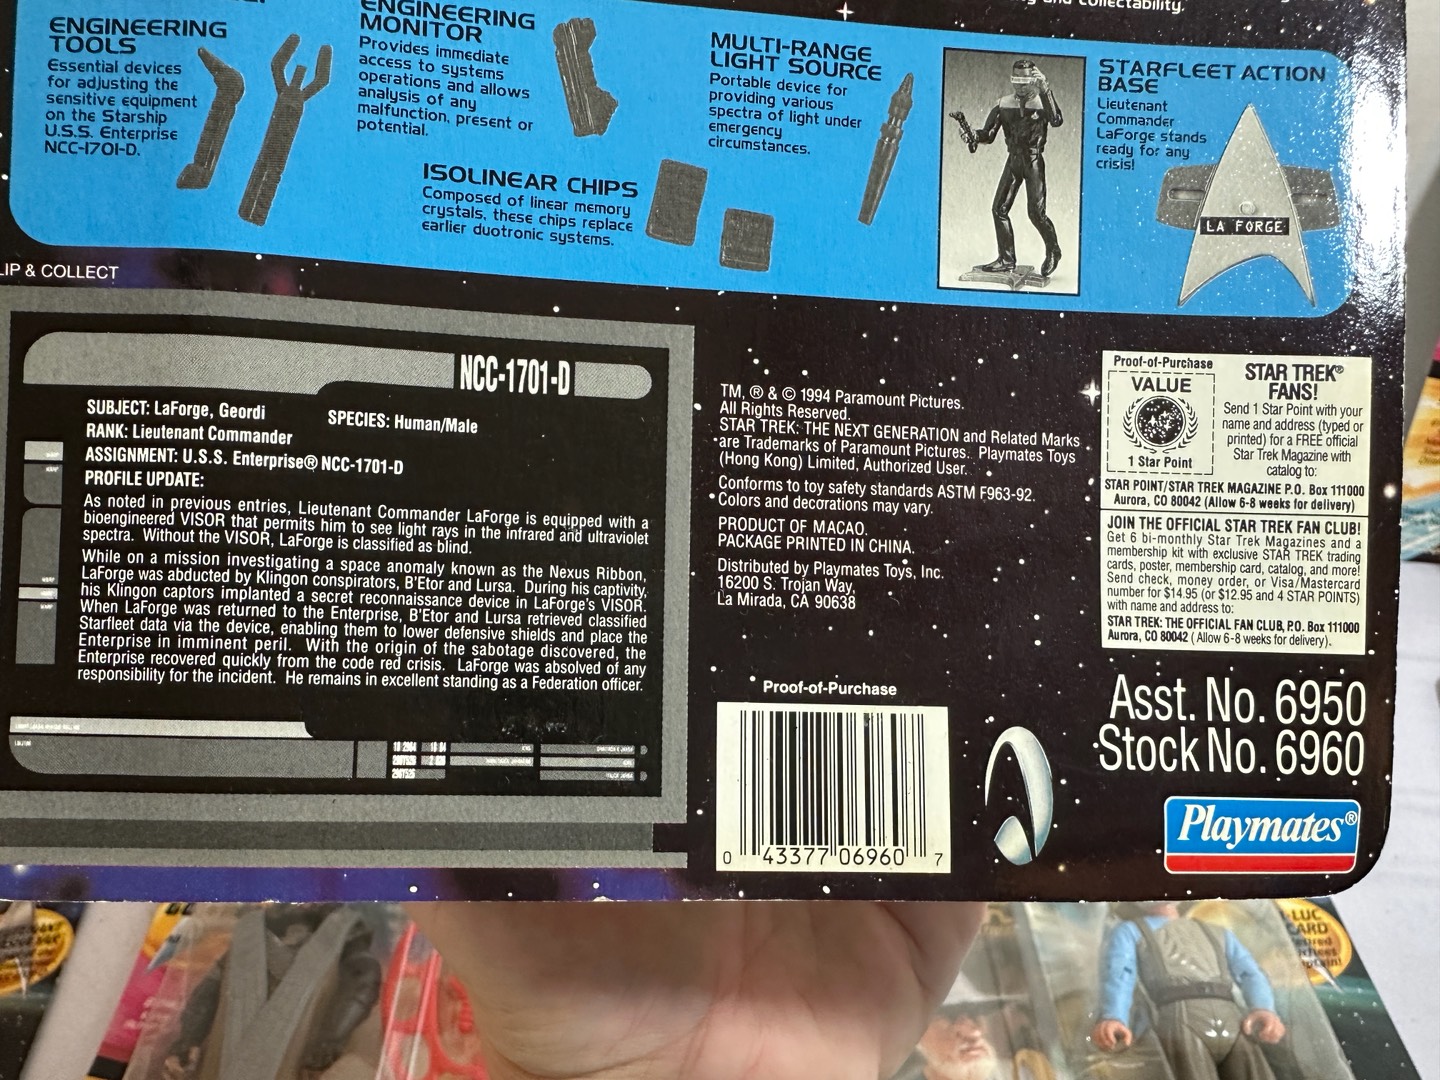 and collectability.
ENGINEERING
TOOLS
Essential devices
for adjusting the
sensitive equipment
on the Starship
U.S.S. Enterprise
NCC-1701-D.
ENGINEERING
MONITOR
Provides immediate
access to systems
operations and allows
analysis of any
malfunction, present or
potential.
ISOLINEAR CHIPS
Composed of linear memory
crystals, these chips replace
earlier duotronic systems.
MULTI-RANGE
LIGHT SOURCE
Portable device for
providing various
spectra of light under
emergency
circumstances.
STARFLEET ACTION
BASE
Lieutenant
Commander
LaForge stands
ready for any
crisis!
LA FORGE
& COLLECT
NCC-1701-D
SUBJECT: LaForge, Geordi
SPECIES: Human/Male
RANK: Lieutenant Commander
ASSIGNMENT: U.S.S. Enterprise® NCC-1701-D
PROFILE UPDATE:
As noted in previous entries, Lieutenant Commander LaForge is equipped with a
bioengineered VISOR that permits him to see light rays in the infrared and ultraviolet
spectra. Without the VISOR, LaForge is classified as blind.
While on a mission investigating a space anomaly known as the Nexus Ribbon,
LaForge was abducted by Klingon conspirators, B'Etor and Lursa. During his captivity,
his Klingon captors implanted a secret reconnaissance device in LaForge's VISOR.
When LaForge was returned to the Enterprise, B'Etor and Lursa retrieved classified
Starfleet data via the device, enabling them to lower defensive shields and place the
Enterprise in imminent peril. With the origin of the sabotage discovered, the
Enterprise recovered quickly from the code red crisis. LaForge was absolved of any
responsibility for the incident. He remains in excellent standing as a Federation officer.
TM, ® & © 1994 Paramount Pictures.
All Rights Reserved.
STAR TREK: THE NEXT GENERATION and Related Marks
are Trademarks of Paramount Pictures. Playmates Toys
(Hong Kong) Limited, Authorized User.
Conforms to toy safety standards ASTM F963-92.
Colors and decorations may vary.
PRODUCT OF MACAO.
PACKAGE PRINTED IN CHINA.
Distributed by Playmates Toys, Inc.
16200 S. Trojan Way,
La Mirada, CA 90638
Proof-of-Purchase
0 43377 06960 7
Proof-of-Purchase
VALUE
1 Star Point
STAR TREK®
FANS!
Send 1 Star Point with your
name and address (typed or
printed) for a FREE official
Star Trek Magazine with
catalog to:
STAR POINT/STAR TREK MAGAZINE P.O. Box 111000
Aurora, CO 80042 (Allow 6-8 weeks for delivery)
JOIN THE OFFICIAL STAR TREK FAN CLUB!
Get 6 bi-monthly Star Trek Magazines and a
membership kit with exclusive STAR TREK trading
cards, poster, membership card, catalog, and more!
Send check, money order, or Visa/Mastercard
number for $14.95 (or $12.95 and 4 STAR POINTS)
with name and address to:
STAR TREK: THE OFFICIAL FAN CLUB, P.O. Box 111000
Aurora, CO 80042 (Allow 6-8 weeks for delivery).
Asst. No. 6950
Stock No. 6960
Playmates®